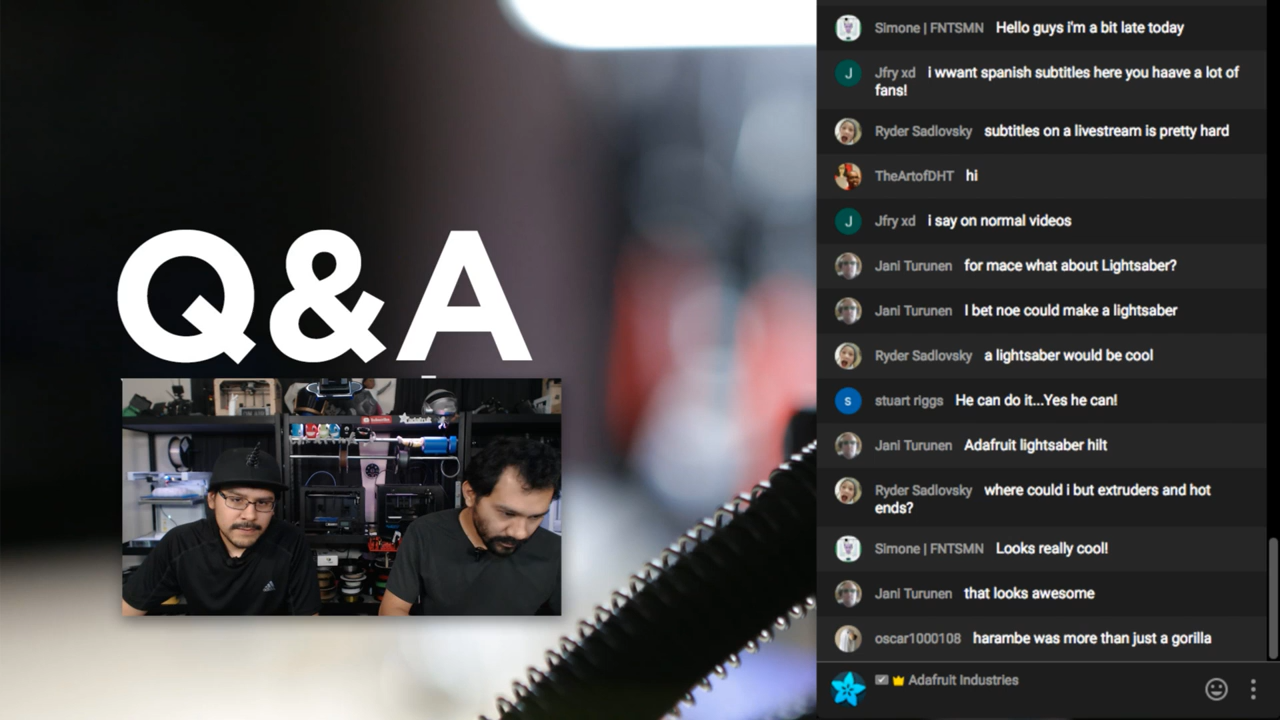 Q&A
adafruit
Simone | FNTSMN Hello guys i'm a bit late today
J Jfry xd i wwant spanish subtitles here you haave a lot of
fans!
Ryder Sadlovsky subtitles on a livestream is pretty hard
TheArtofDHT hi
J Jfry xd i say on normal videos
Jani Turunen for mace what about Lightsaber?
Jani Turunen I bet noe could make a lightsaber
Ryder Sadlovsky a lightsaber would be cool
s stuart riggs He can do it...Yes he can!
Jani Turunen Adafruit lightsaber hilt
Ryder Sadlovsky where could i but extruders and hot
ends?
Simone | FNTSMN Looks really cool!
Jani Turunen that looks awesome
oscar1000108 harambe was more than just a gorilla
Adafruit Industries